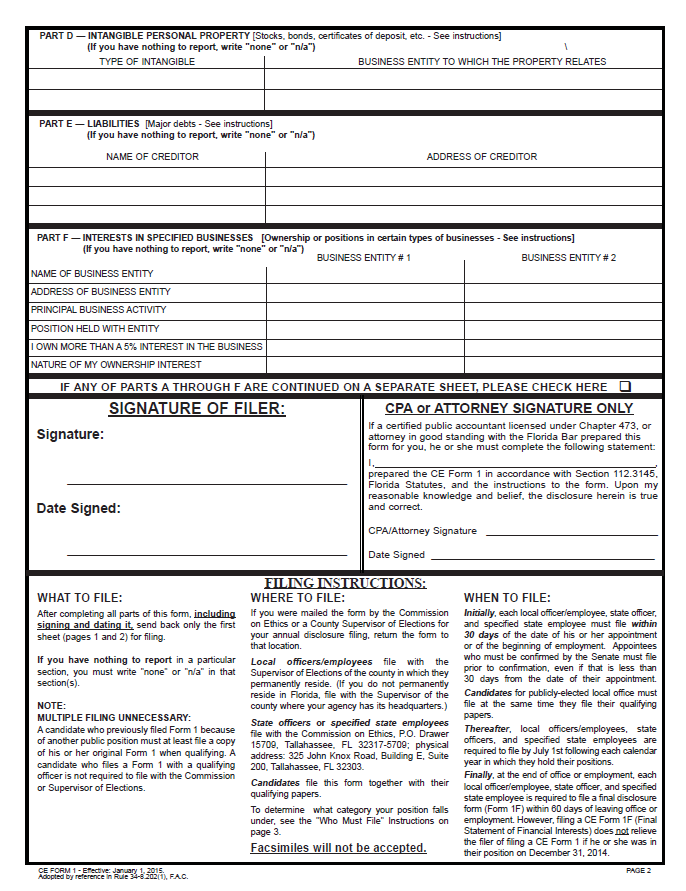 PART D — INTANGIBLE PERSONAL PROPERTY [Stocks, bonds, certificates of deposit, etc. - See instructions]
(If you have nothing to report, write "none" or "n/a")
\
TYPE OF INTANGIBLE
BUSINESS ENTITY TO WHICH THE PROPERTY RELATES
PART E — LIABILITIES [Major debts - See instructions]
(If you have nothing to report, write "none" or "n/a")
NAME OF CREDITOR
ADDRESS OF CREDITOR
PART F — INTERESTS IN SPECIFIED BUSINESSES [Ownership or positions in certain types of businesses - See instructions]
(If you have nothing to report, write "none" or "n/a")
BUSINESS ENTITY # 1
BUSINESS ENTITY # 2
NAME OF BUSINESS ENTITY
ADDRESS OF BUSINESS ENTITY
PRINCIPAL BUSINESS ACTIVITY
POSITION HELD WITH ENTITY
I OWN MORE THAN A 5% INTEREST IN THE BUSINESS
NATURE OF MY OWNERSHIP INTEREST
IF ANY OF PARTS A THROUGH F ARE CONTINUED ON A SEPARATE SHEET, PLEASE CHECK HERE ❑
SIGNATURE OF FILER:
Signature:
Date Signed:
CPA or ATTORNEY SIGNATURE ONLY
If a certified public accountant licensed under Chapter 473, or
attorney in good standing with the Florida Bar prepared this
form for you, he or she must complete the following statement:
I, ,
prepared the CE Form 1 in accordance with Section 112.3145,
Florida Statutes, and the instructions to the form. Upon my
reasonable knowledge and belief, the disclosure herein is true
and correct.
CPA/Attorney Signature
Date Signed
FILING INSTRUCTIONS:
WHAT TO FILE:
After completing all parts of this form, including
signing and dating it, send back only the first
sheet (pages 1 and 2) for filing.
If you have nothing to report in a particular
section, you must write "none" or "n/a" in that
section(s).
NOTE:
MULTIPLE FILING UNNECESSARY:
A candidate who previously filed Form 1 because
of another public position must at least file a copy
of his or her original Form 1 when qualifying. A
candidate who files a Form 1 with a qualifying
officer is not required to file with the Commission
or Supervisor of Elections.
WHERE TO FILE:
If you were mailed the form by the Commission
on Ethics or a County Supervisor of Elections for
your annual disclosure filing, return the form to
that location.
Local officers/employees file with the
Supervisor of Elections of the county in which they
permanently reside. (If you do not permanently
reside in Florida, file with the Supervisor of the
county where your agency has its headquarters.)
State officers or specified state employees
file with the Commission on Ethics, P.O. Drawer
15709, Tallahassee, FL 32317-5709; physical
address: 325 John Knox Road, Building E, Suite
200, Tallahassee, FL 32303.
Candidates file this form together with their
qualifying papers.
To determine what category your position falls
under, see the "Who Must File" Instructions on
page 3.
Facsimiles will not be accepted.
WHEN TO FILE:
Initially, each local officer/employee, state officer,
and specified state employee must file within
30 days of the date of his or her appointment
or of the beginning of employment. Appointees
who must be confirmed by the Senate must file
prior to confirmation, even if that is less than
30 days from the date of their appointment.
Candidates for publicly-elected local office must
file at the same time they file their qualifying
papers.
Thereafter, local officers/employees, state
officers, and specified state employees are
required to file by July 1st following each calendar
year in which they hold their positions.
Finally, at the end of office or employment, each
local officer/employee, state officer, and specified
state employee is required to file a final disclosure
form (Form 1F) within 60 days of leaving office or
employment. However, filing a CE Form 1F (Final
Statement of Financial Interests) does not relieve
the filer of filing a CE Form 1 if he or she was in
their position on December 31, 2014.
CE FORM 1 - Effective: January 1, 2015.
Adopted by reference in Rule 34-8.202(1), F.A.C.
PAGE 2